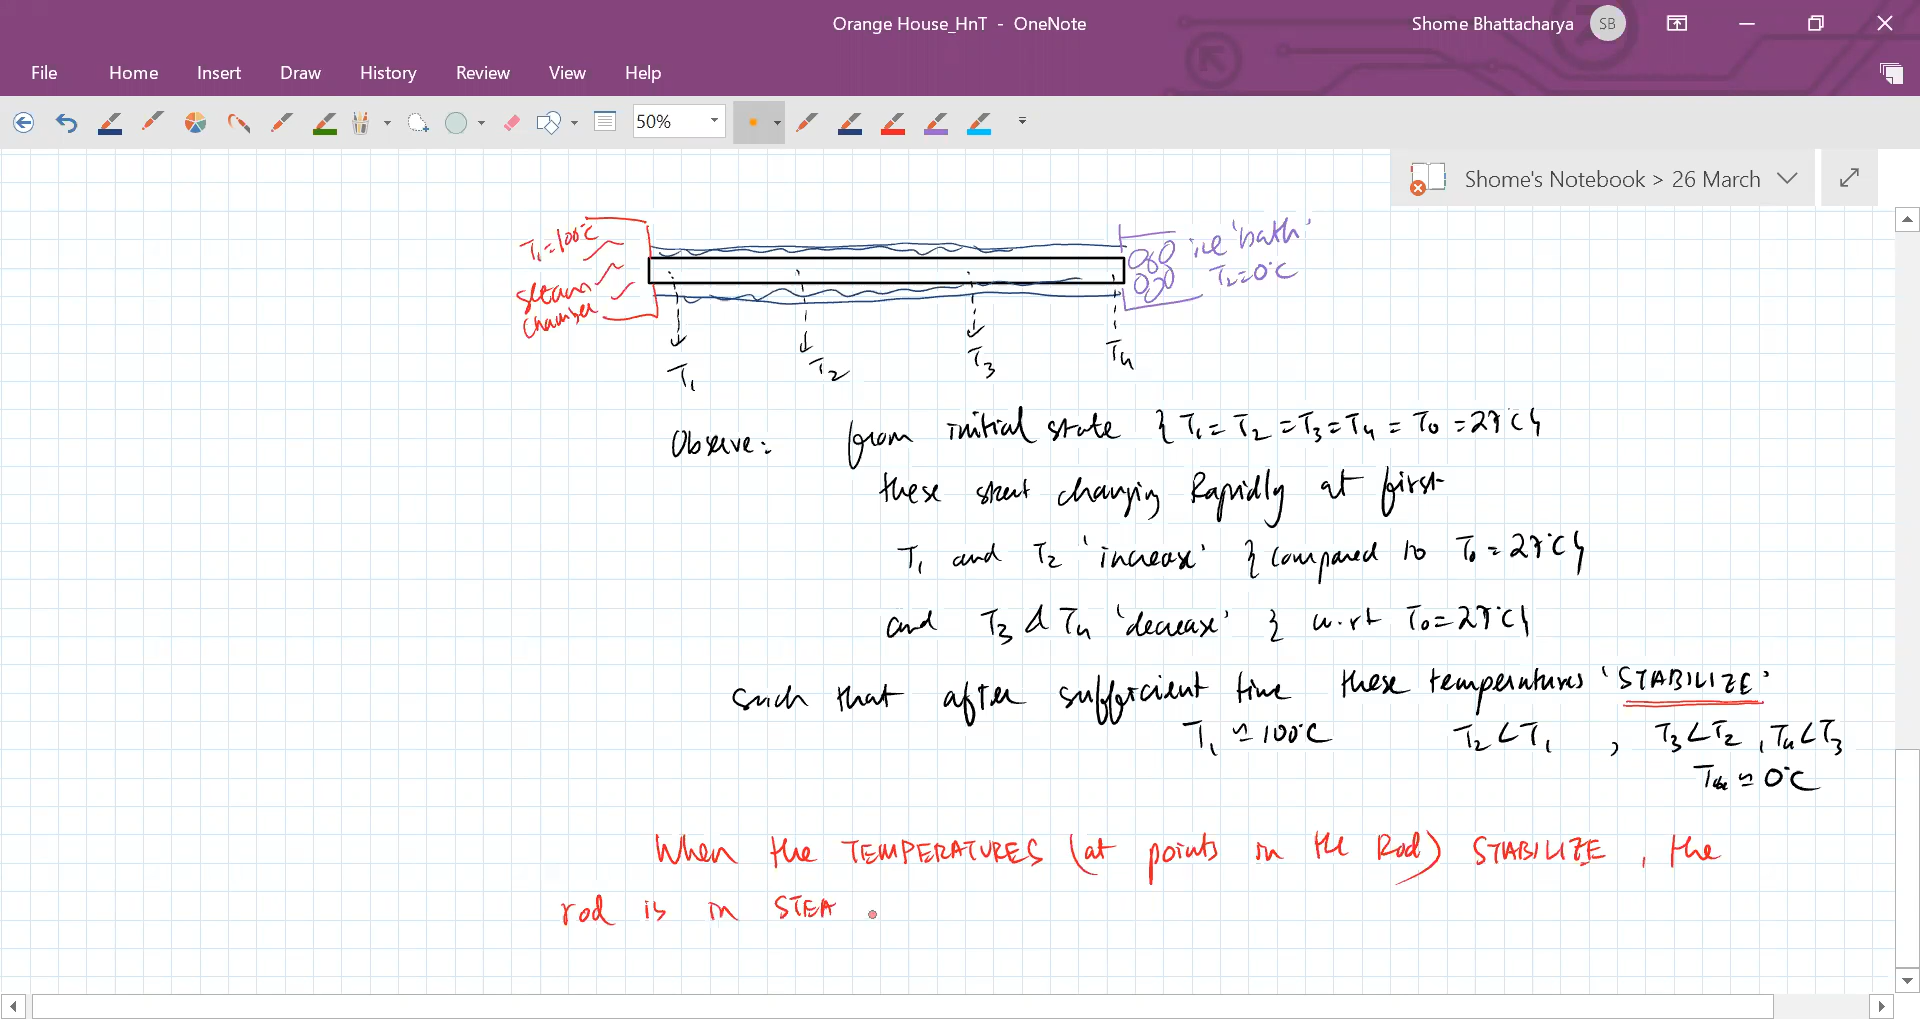 Orange House_HnT - OneNote
Shome Bhattacharya SB
File Home Insert Draw History Review View Help
50%
Shome's Notebook > 26 March
T₁=100°C
steam
chamber
ice 'bath'
T₂=0°C
T₁ T₂ T₃ T₄
Observe: from initial state { T₁ = T₂ = T₃ = T₄ = T₀ = 27°C }
these start changing Rapidly at first
T₁ and T₂ 'increase' { compared to T₀ = 27°C }
and T₃ & T₄ 'decrease' { w.r.t T₀ = 27°C }
such that after sufficient time these temperatures 'STABILIZE'
T₁ ≃ 100°C T₂ < T₁ , T₃ < T₂ , T₄ < T₃
T₄ ≃ 0°C
When the TEMPERATURES (at points in the Rod) STABILIZE , the
rod is in STEA